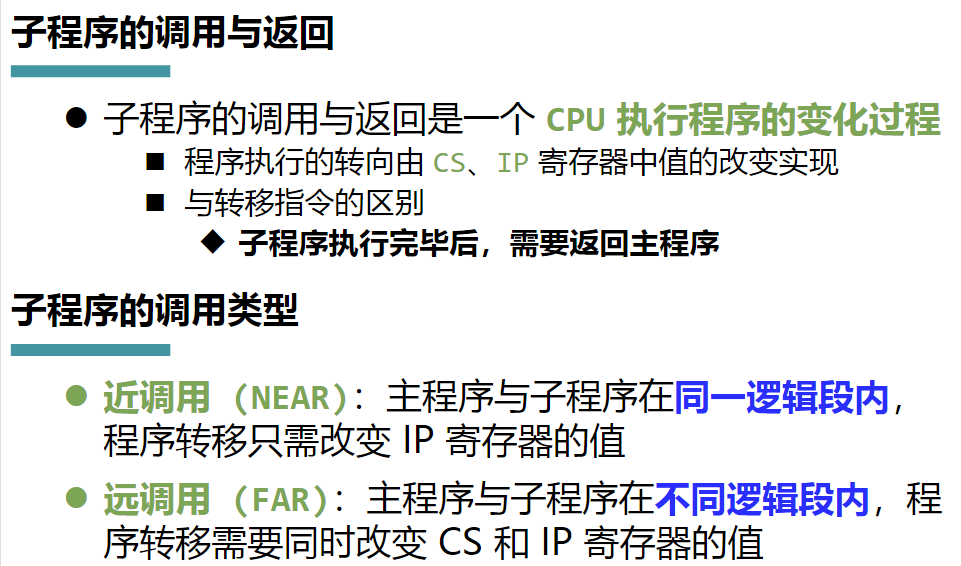 子程序的调用与返回
● 子程序的调用与返回是一个 CPU 执行程序的变化过程
■ 程序执行的转向由 CS、IP 寄存器中值的改变实现
■ 与转移指令的区别
◆ 子程序执行完毕后，需要返回主程序
子程序的调用类型
● 近调用（NEAR）：主程序与子程序在同一逻辑段内，
程序转移只需改变 IP 寄存器的值
● 远调用（FAR）：主程序与子程序在不同逻辑段内，程
序转移需要同时改变 CS 和 IP 寄存器的值